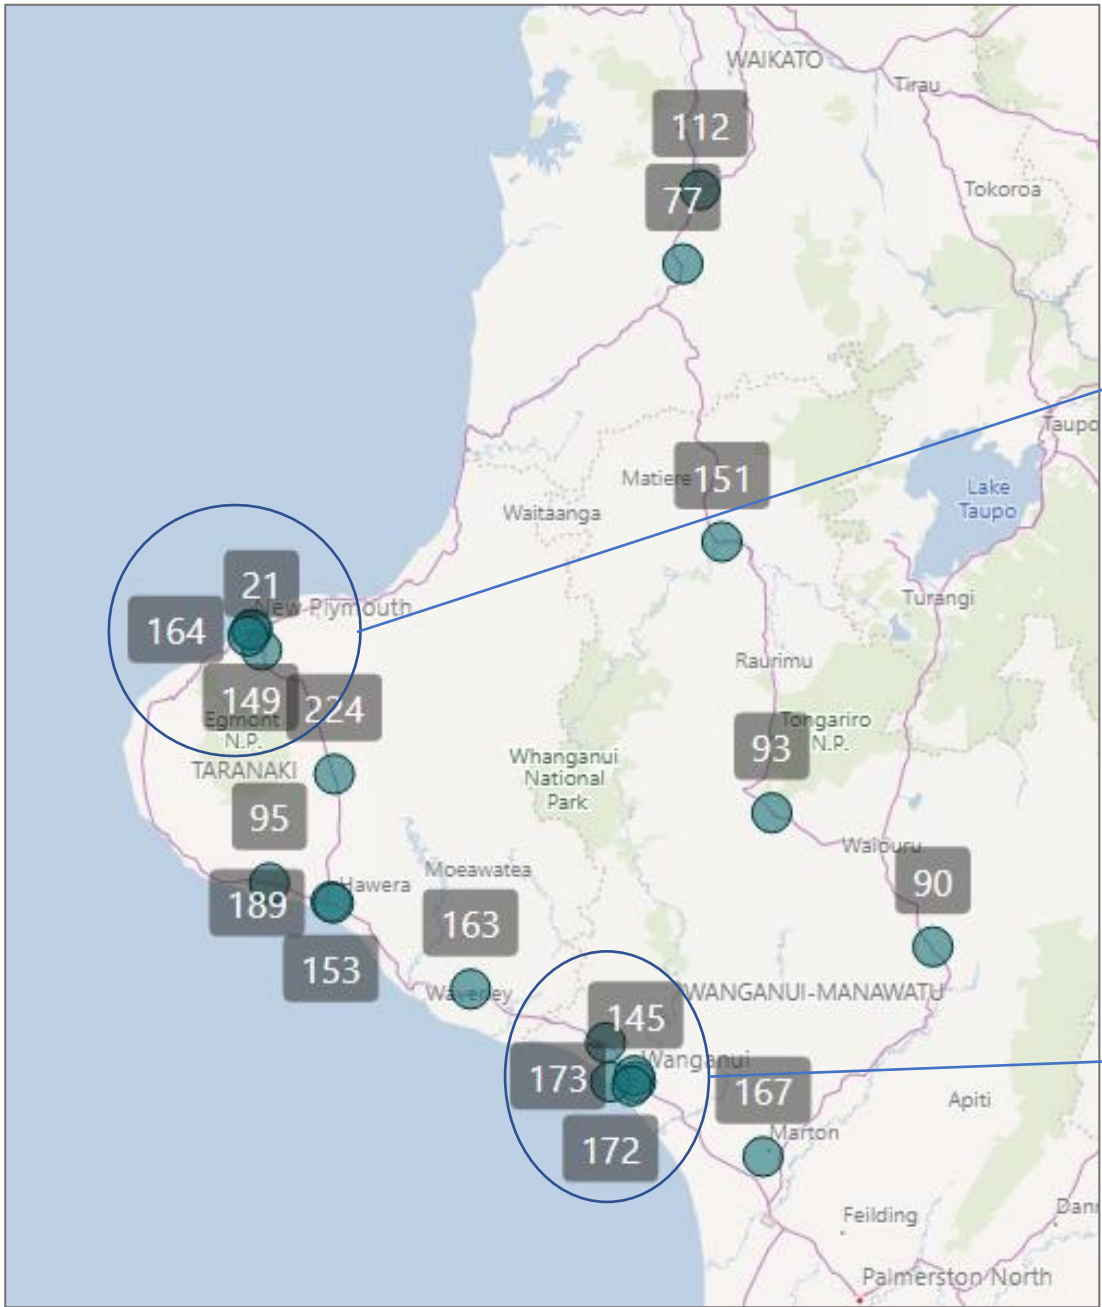 WAIKATO
Tirau
112
Tokoroa
77
Taupo
Matiere
151
Lake
Taupo
Waitaanga
21
New Plymouth
Turangi
164
Raurimu
149
224
Egmont
N.P.
Tongariro
N.P.
93
Whanganui
National
Park
TARANAKI
95
Waiouru
Moeawatea
90
Hawera
189
163
153
Waverley
WANGANUI-MANAWATU
145
Wanganui
173
167
Apiti
Marton
172
Dann
Feilding
Palmerston North